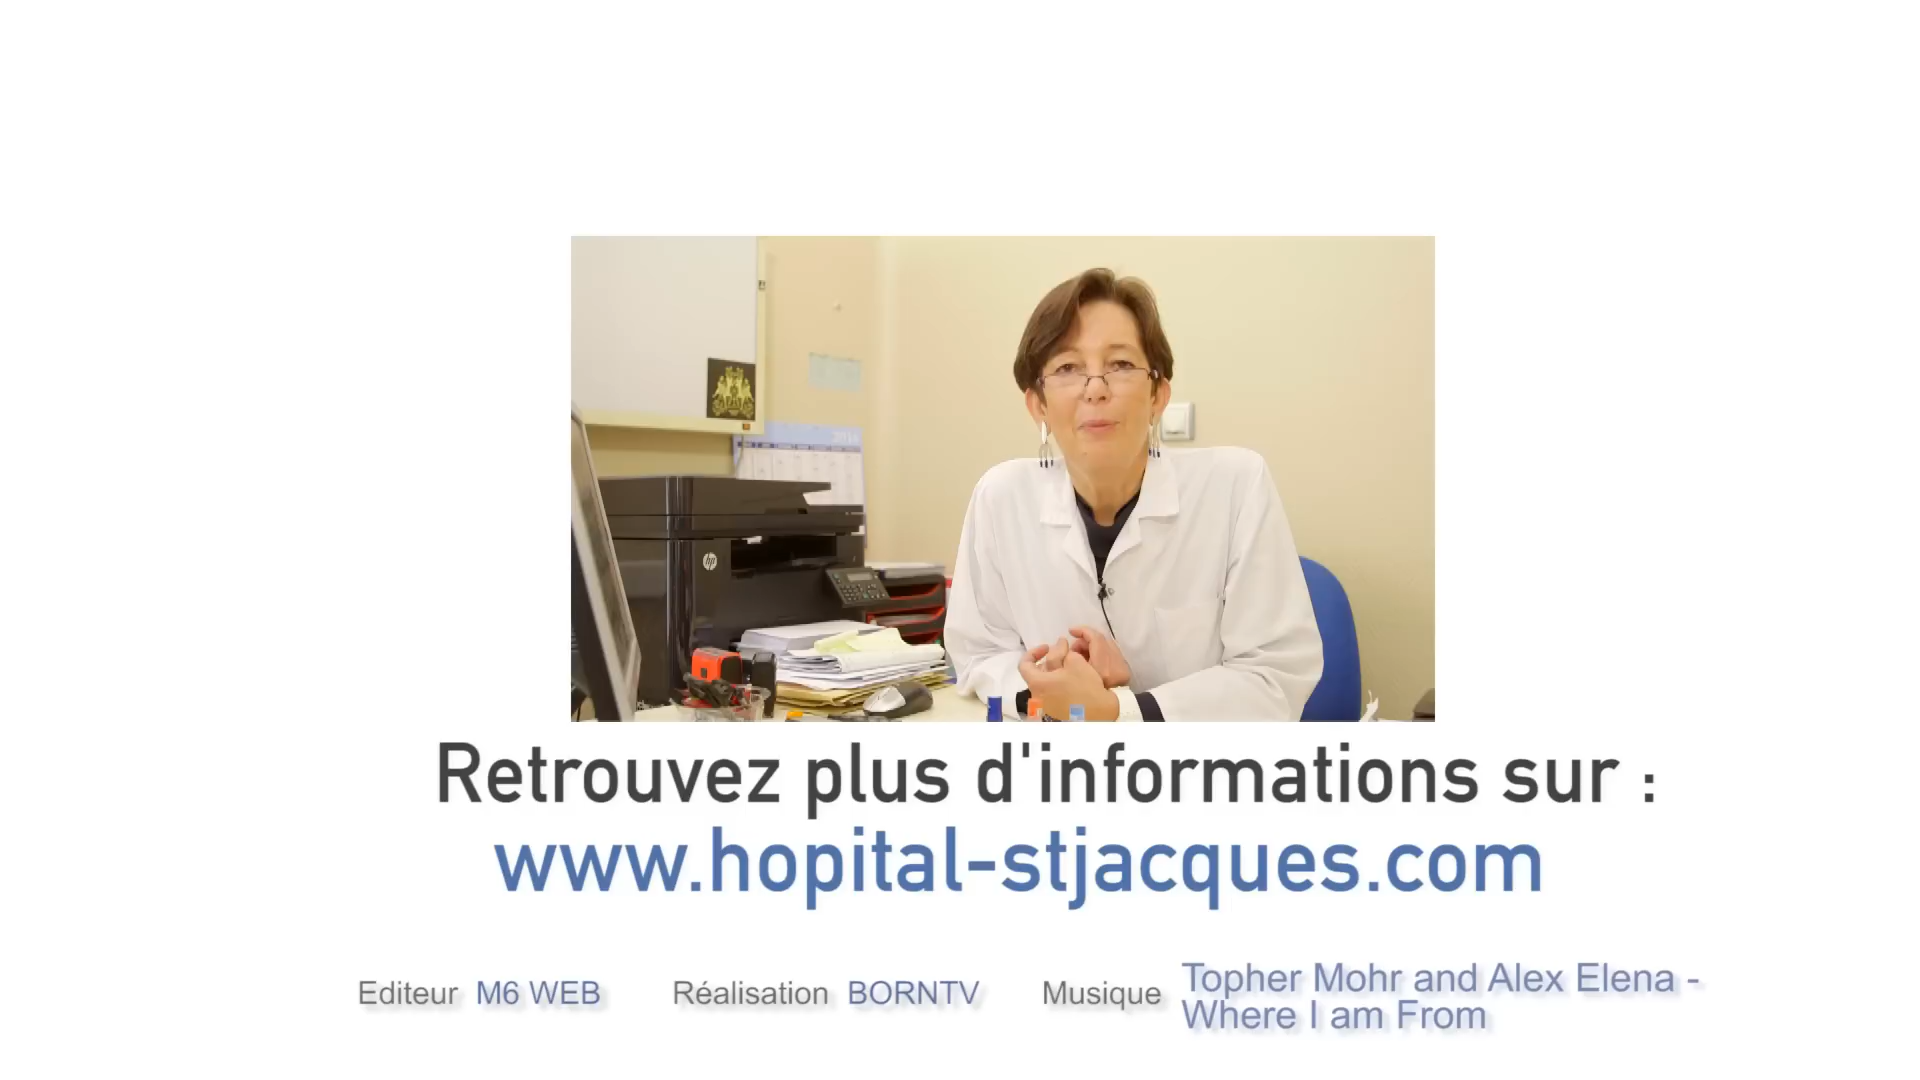 hp
Retrouvez plus d'informations sur :
www.hopital-stjacques.com
Editeur M6 WEB Réalisation BORNTV Musique Topher Mohr and Alex Elena -
Where I am From